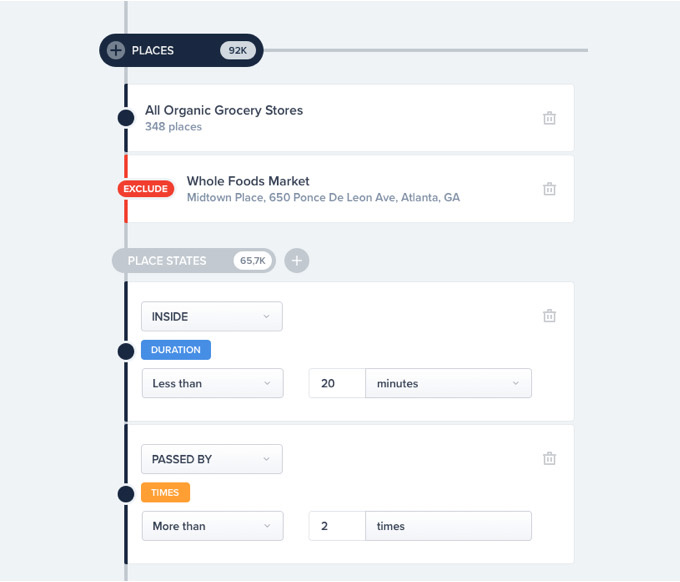 PLACES 92K
All Organic Grocery Stores
348 places
EXCLUDE
Whole Foods Market
Midtown Place, 650 Ponce De Leon Ave, Atlanta, GA
PLACE STATES 65,7K
INSIDE
DURATION
Less than 20 minutes
PASSED BY
TIMES
More than 2 times